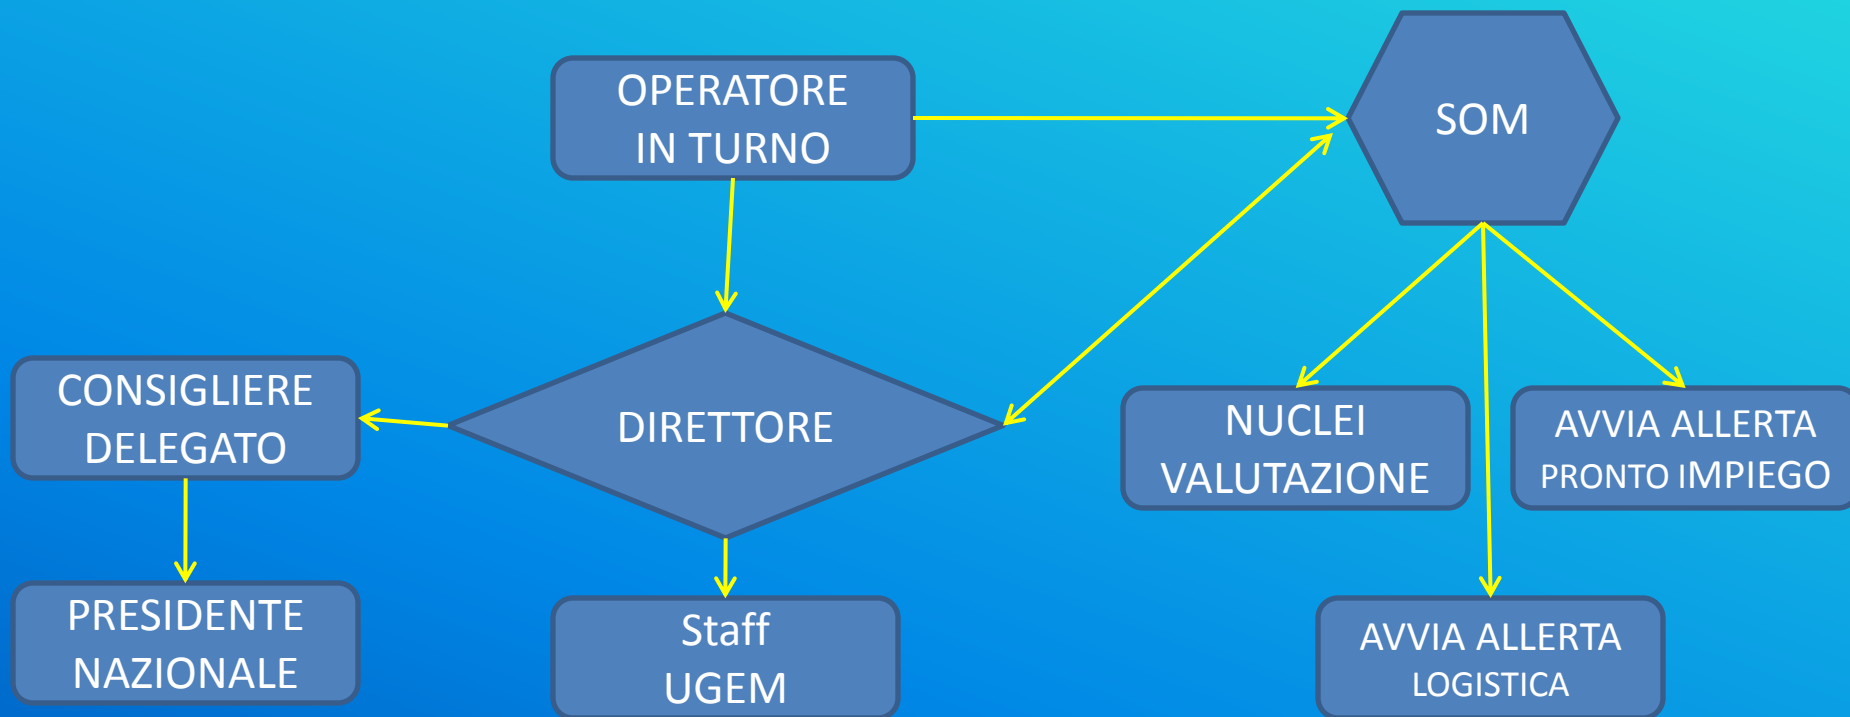 OPERATORE
IN TURNO
SOM
CONSIGLIERE
DELEGATO
DIRETTORE
NUCLEI
VALUTAZIONE
AVVIA ALLERTA
PRONTO IMPIEGO
PRESIDENTE
NAZIONALE
Staff
UGEM
AVVIA ALLERTA
LOGISTICA